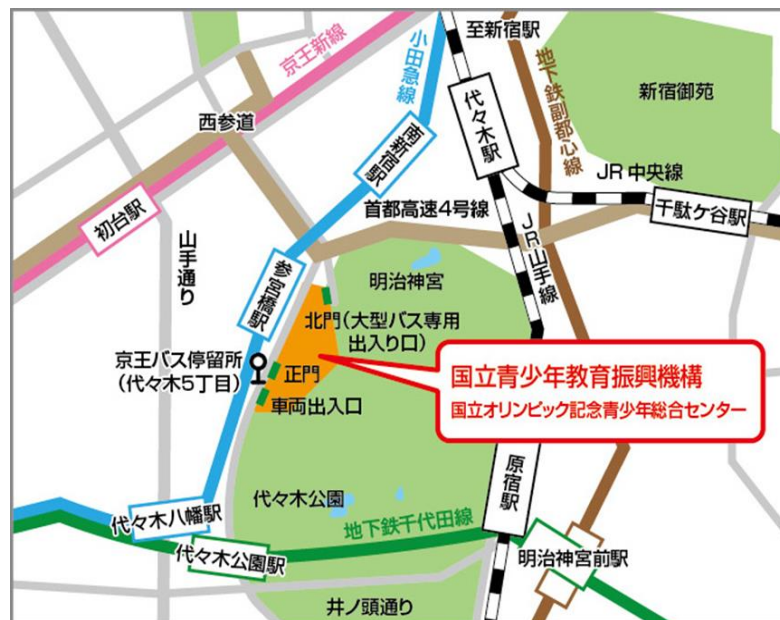 至新宿駅
京王新線
小田急線
地下鉄副都心線
新宿御苑
代々木駅
西参道
南新宿駅
JR中央線
千駄ケ谷駅
初台駅
首都高速4号線
JR山手線
山手通り
参宮橋駅
明治神宮
北門(大型バス専用
出入り口)
京王バス停留所
(代々木5丁目)
正門
車両出入口
国立青少年教育振興機構
国立オリンピック記念青少年総合センター
原宿駅
代々木公園
代々木八幡駅
地下鉄千代田線
代々木公園駅
明治神宮前駅
井ノ頭通り